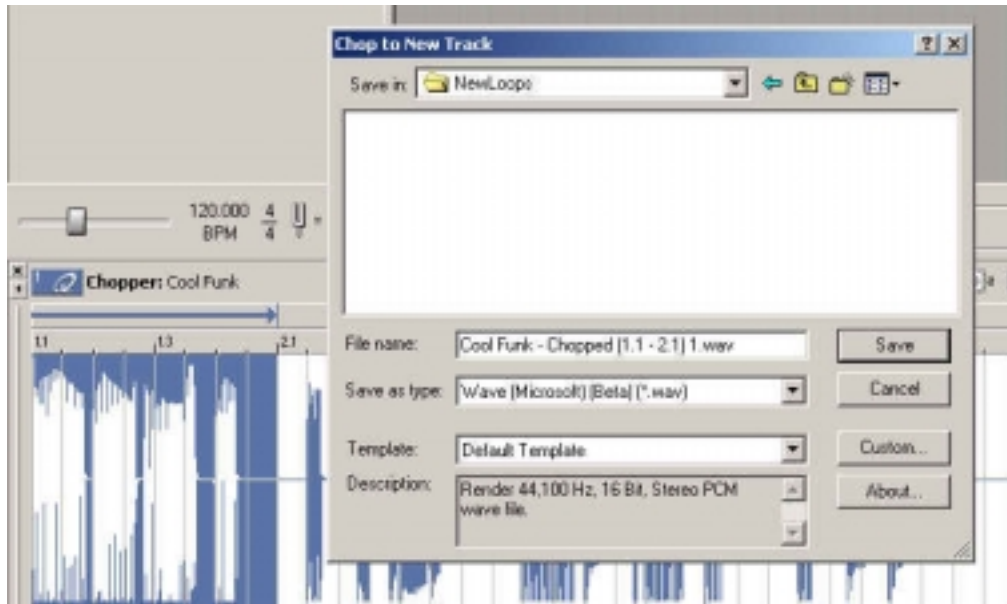 Chop to New Track
Save in: NewLoops
120.000
BPM
4
4
Chopper: Cool Funk
1.1
1.3
2.1
File name: Cool Funk - Chopped (1.1 - 2.1) 1.wav
Save
Save as type: Wave (Microsoft) (Beta) (*.wav)
Cancel
Template: Default Template
Custom...
Description: Render 44,100 Hz, 16 Bit, Stereo PCM
wave file.
About...